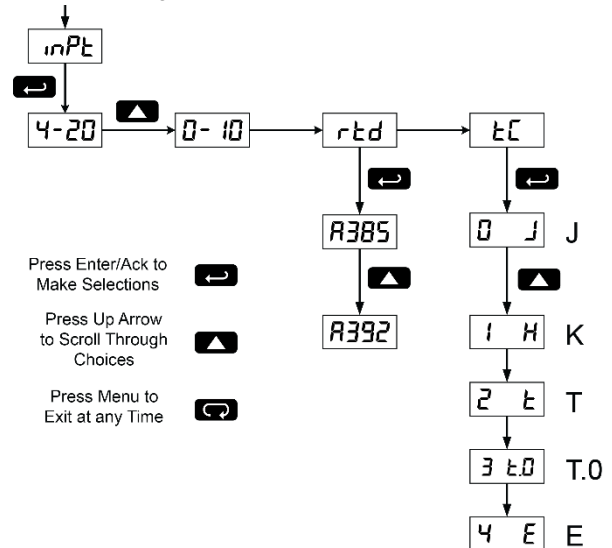 inPt
4-20
0-10
rtd
tC
A385
0 J
J
Press Enter/Ack to
Make Selections
Press Up Arrow
to Scroll Through
Choices
A392
1 H
K
Press Menu to
Exit at any Time
2 t
T
3 t.0
T.0
4 E
E